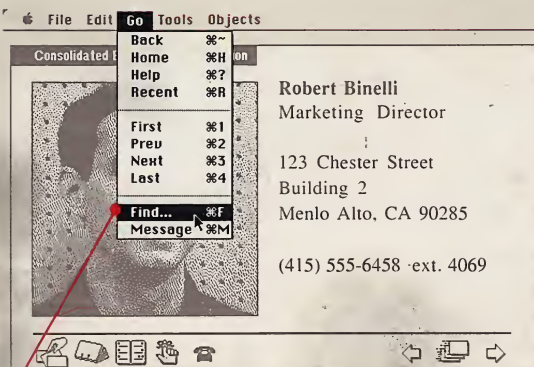 File Edit Go Tools Objects
Back ⌘~
Home ⌘H
Help ⌘?
Recent ⌘R
First ⌘1
Prev ⌘2
Next ⌘3
Last ⌘4
Find... ⌘F
Message ⌘M
Consolidated
Robert Binelli
Marketing Director
123 Chester Street
Building 2
Menlo Alto, CA 90285
(415) 555-6458 ext. 4069